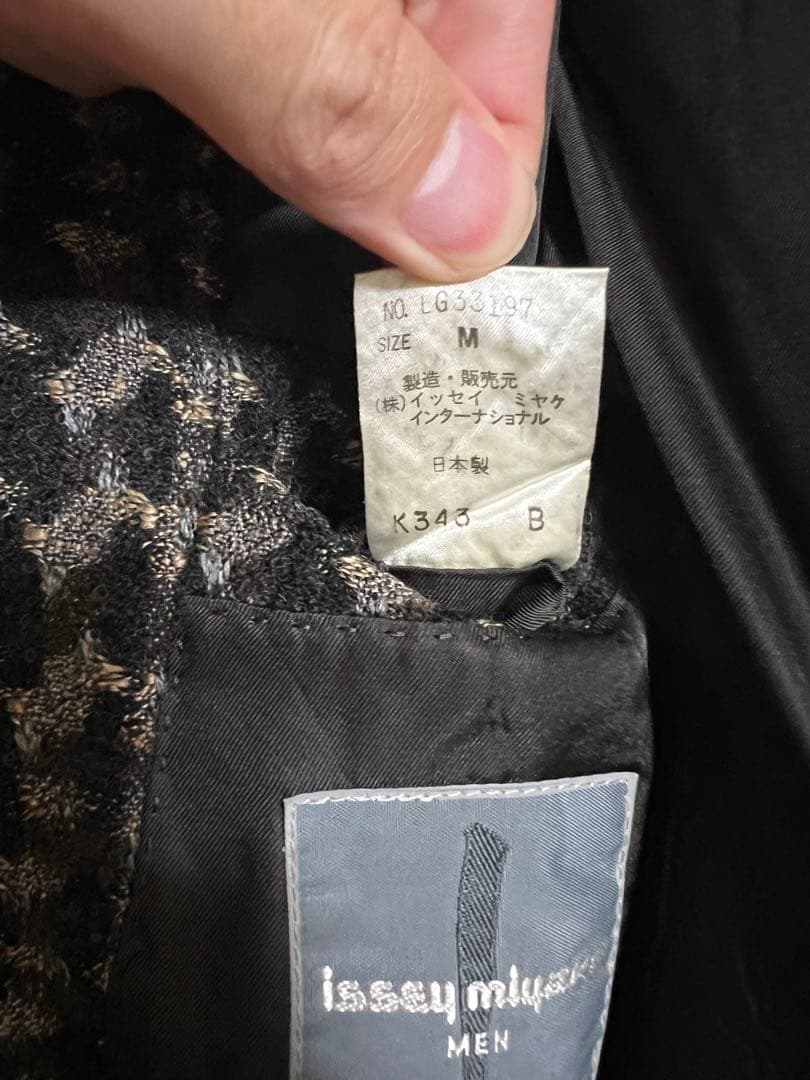 NO. LG33197
SIZE M
製造・販売元
(株)イッセイ ミヤケ
インターナショナル
日本製
K343 B
issey miyake
MEN